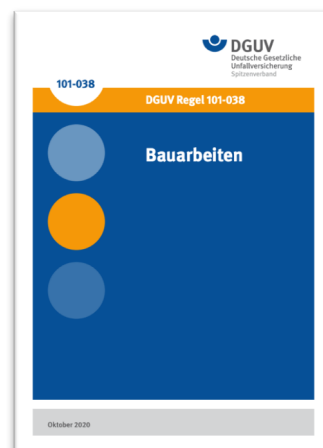 DGUV
Deutsche Gesetzliche
Unfallversicherung
Spitzenverband
101-038
DGUV Regel 101-038
Bauarbeiten
Oktober 2020